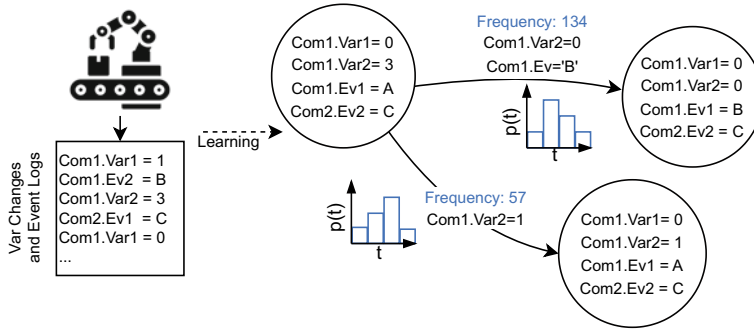 Var Changes
and Event Logs
Com1.Var1 = 1
Com1.Ev2 = B
Com1.Var2 = 3
Com2.Ev1 = C
Com1.Var1 = 0
...
Learning
Com1.Var1= 0
Com1.Var2= 3
Com1.Ev1 = A
Com2.Ev2 = C
Frequency: 134
Com1.Var2=0
Com1.Ev='B'
p(t)
t
Com1.Var1= 0
Com1.Var2= 0
Com1.Ev1 = B
Com2.Ev2 = C
p(t)
t
Frequency: 57
Com1.Var2=1
Com1.Var1= 0
Com1.Var2= 1
Com1.Ev1 = A
Com2.Ev2 = C